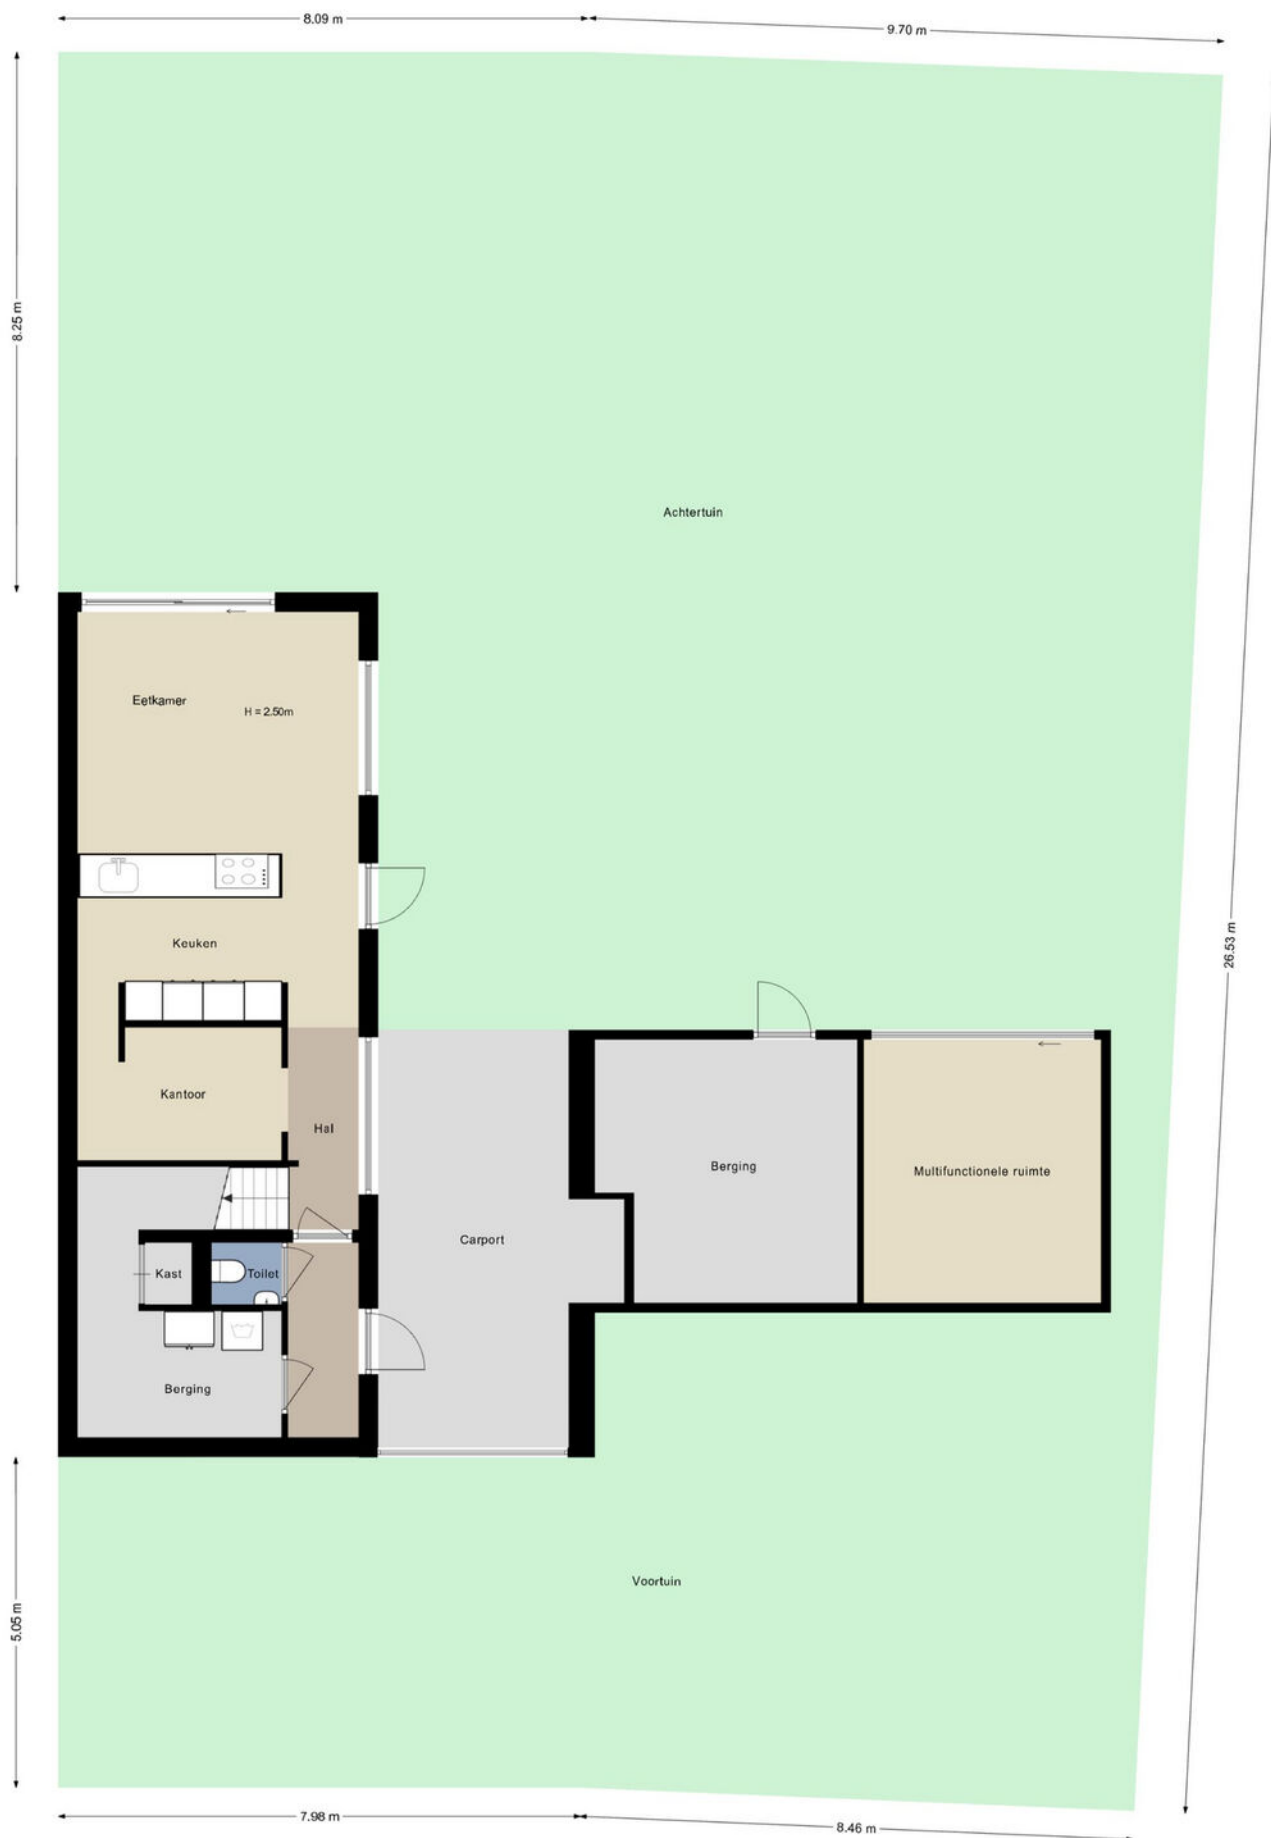 8.09 m
9.70 m
8.25 m
Achtertuin
Eetkamer
H = 2.50m
Keuken
26.53 m
Kantoor
Hal
Berging
Multifunctionele ruimte
Carport
Kast
Toilet
Berging
Voortuin
5.05 m
7.98 m
8.46 m